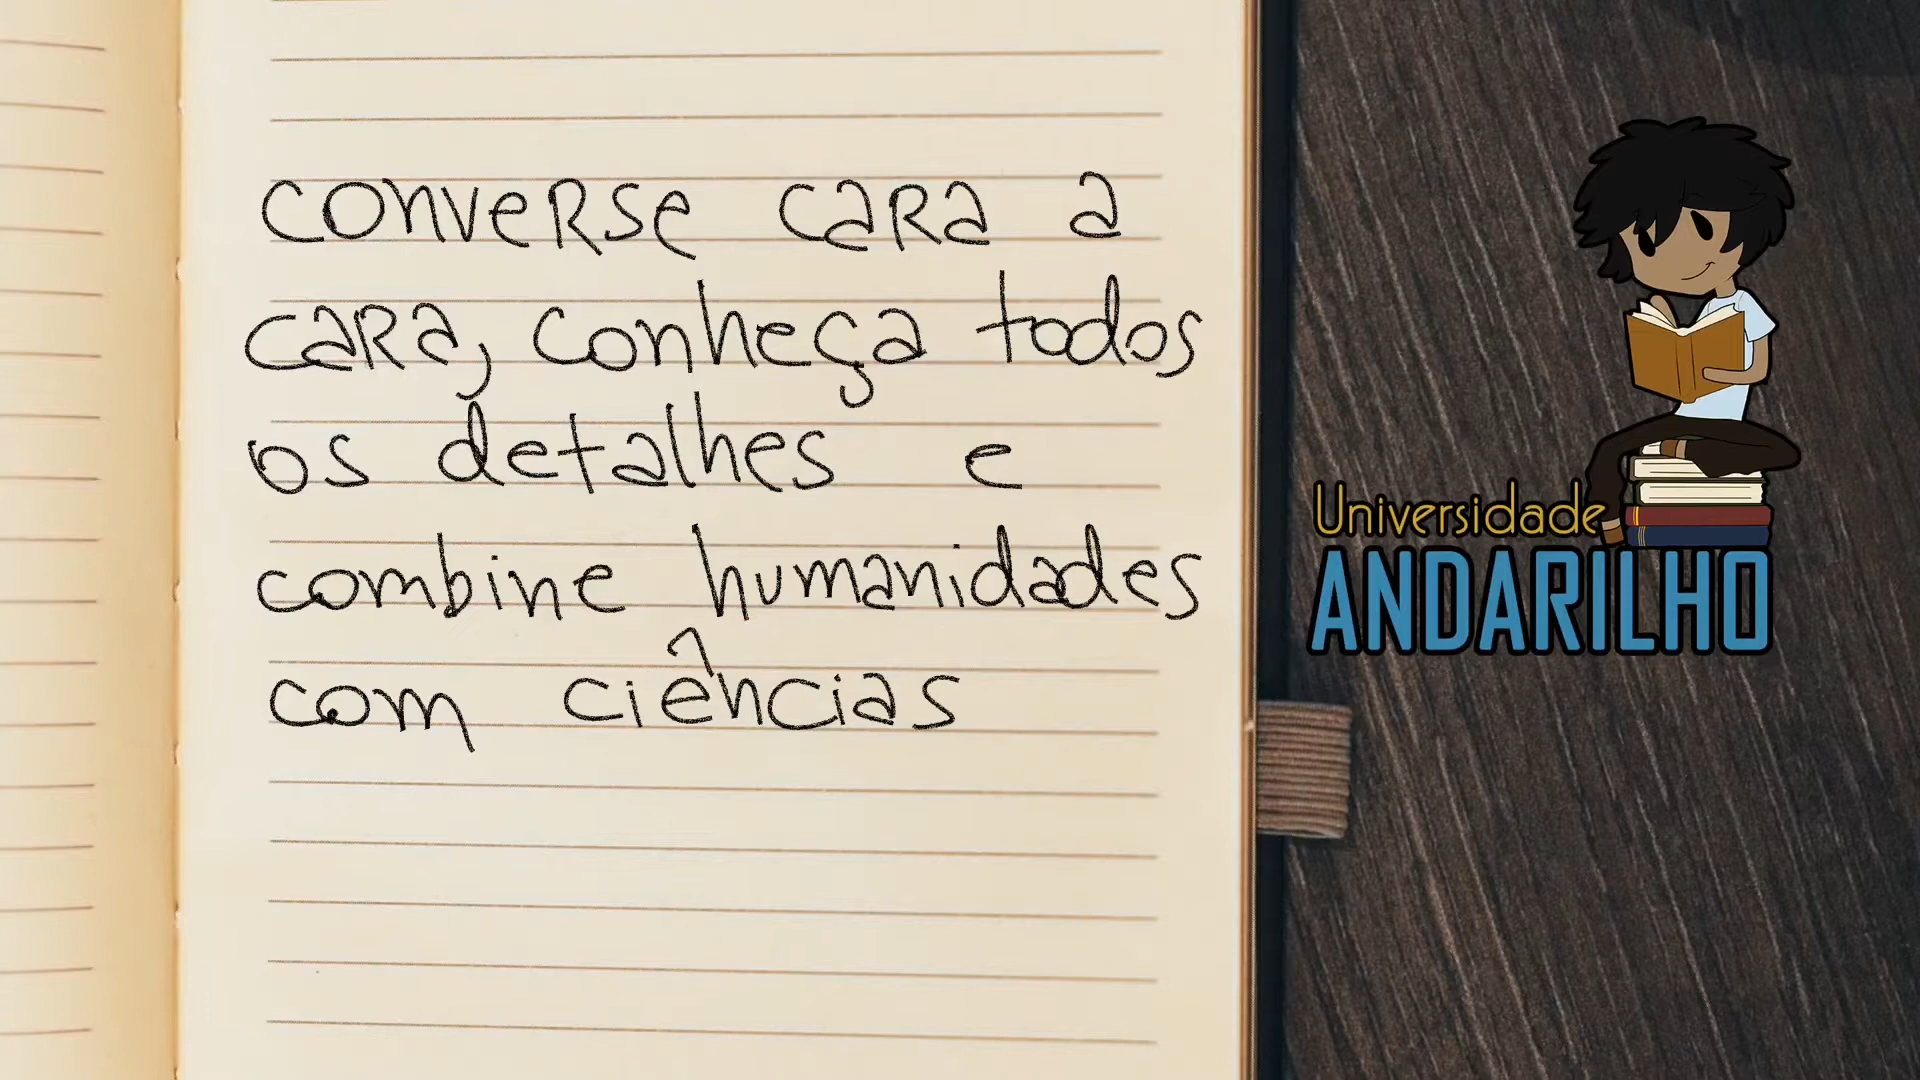 converse cara a
cara, conheça todos
os detalhes e
combine humanidades
com ciências
Universidade
ANDARILHO